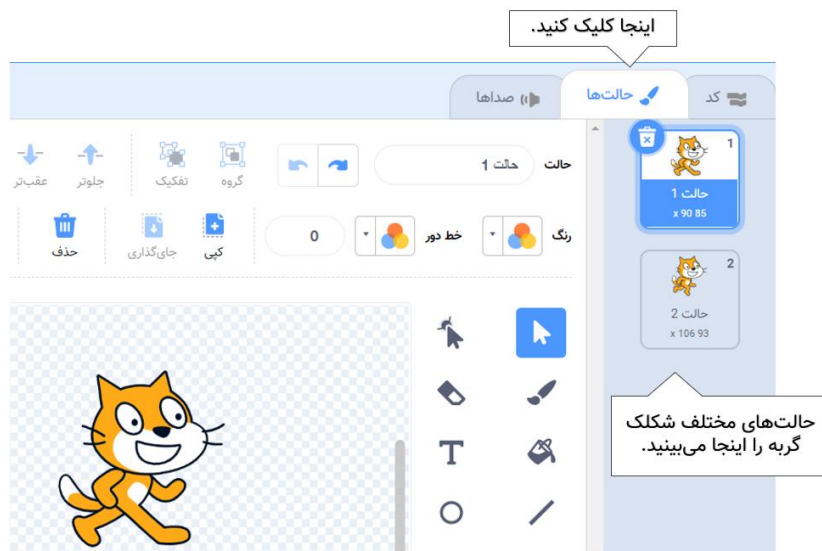 اینجا کلیک کنید.
کد
حالت‌ها
صداها
1
حالت 1
90 x 85
2
حالت 2
106 x 93
حالت‌های مختلف شکلک
گربه را اینجا می‌بینید.
حالت
حالت 1
گروه
تفکیک
جلوتر
عقب‌تر
رنگ
خط دور
0
کپی
جای‌گذاری
حذف
T